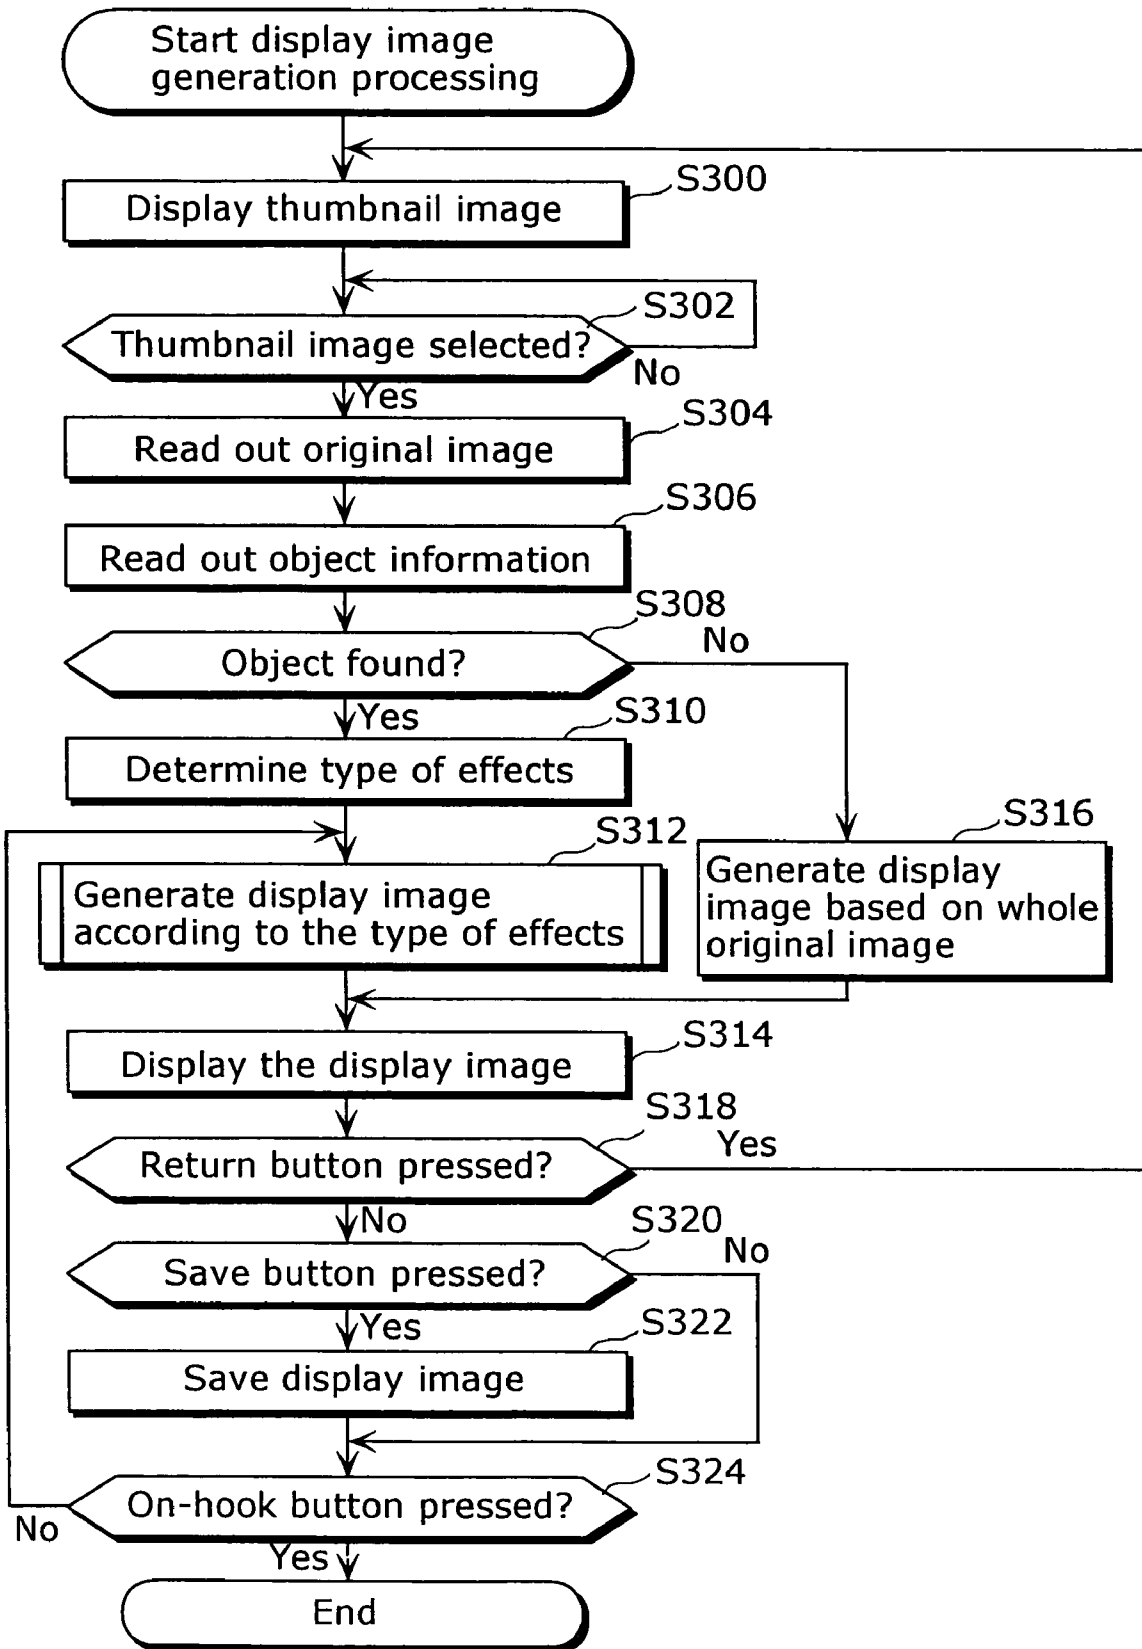 Start display image
generation processing
S300
Display thumbnail image
S302
Thumbnail image selected?
No
Yes
S304
Read out original image
S306
Read out object information
S308
No
Object found?
Yes
S310
Determine type of effects
S312
Generate display image
according to the type of effects
S316
Generate display
image based on whole
original image
S314
Display the display image
S318
Yes
Return button pressed?
No
S320
No
Save button pressed?
Yes
S322
Save display image
S324
On-hook button pressed?
No
Yes
End